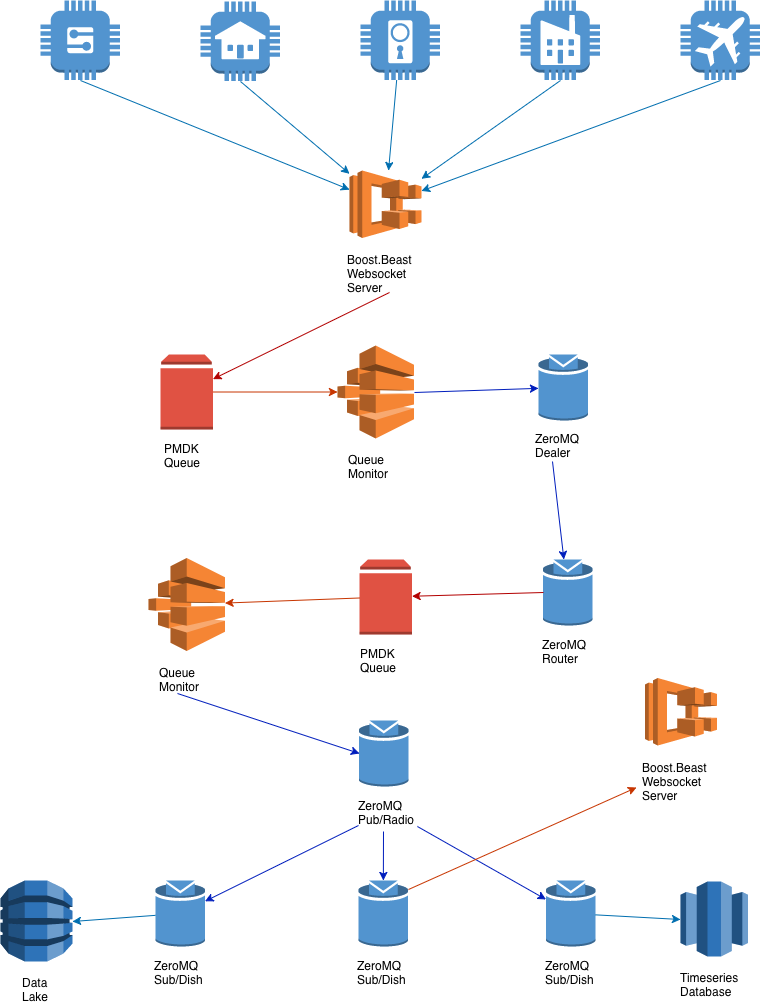 Boost.Beast
Websocket
Server
PMDK
Queue
Queue
Monitor
ZeroMQ
Dealer
Queue
Monitor
PMDK
Queue
ZeroMQ
Router
Boost.Beast
Websocket
Server
ZeroMQ
Pub/Radio
Data
Lake
ZeroMQ
Sub/Dish
ZeroMQ
Sub/Dish
ZeroMQ
Sub/Dish
Timeseries
Database